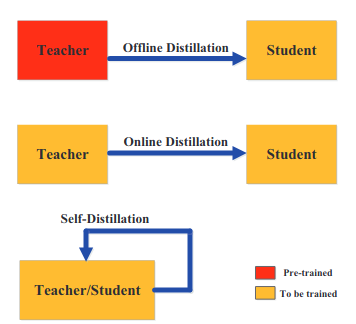 Teacher
Offline Distillation
Student
Teacher
Online Distillation
Student
Self-Distillation
Teacher/Student
Pre-trained
To be trained